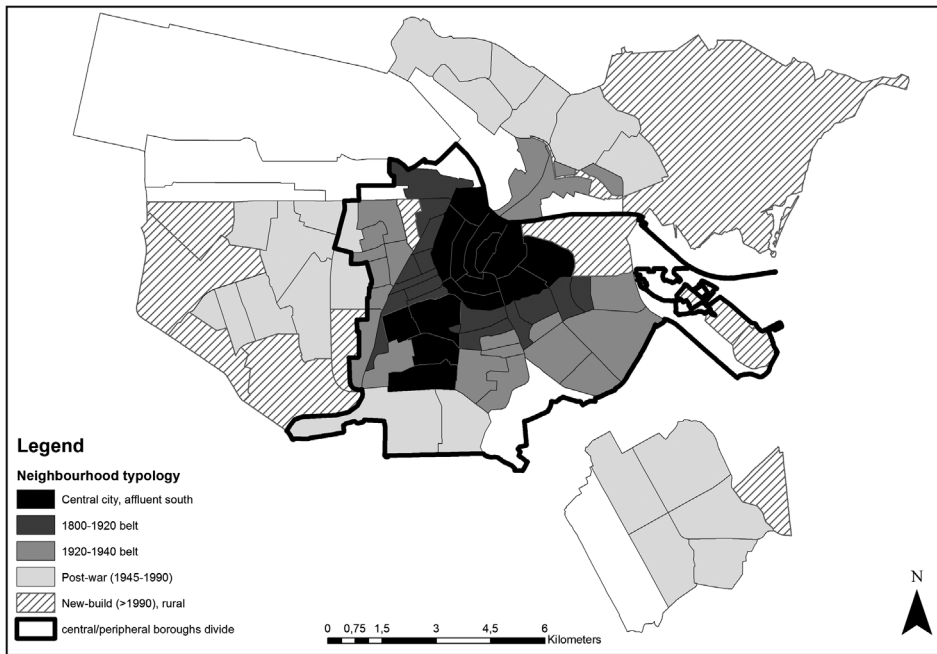 Legend
Neighbourhood typology
Central city, affluent south
1800-1920 belt
1920-1940 belt
Post-war (1945-1990)
New-build (>1990), rural
central/peripheral boroughs divide
0 0,75 1,5 3 4,5 6
Kilometers
N